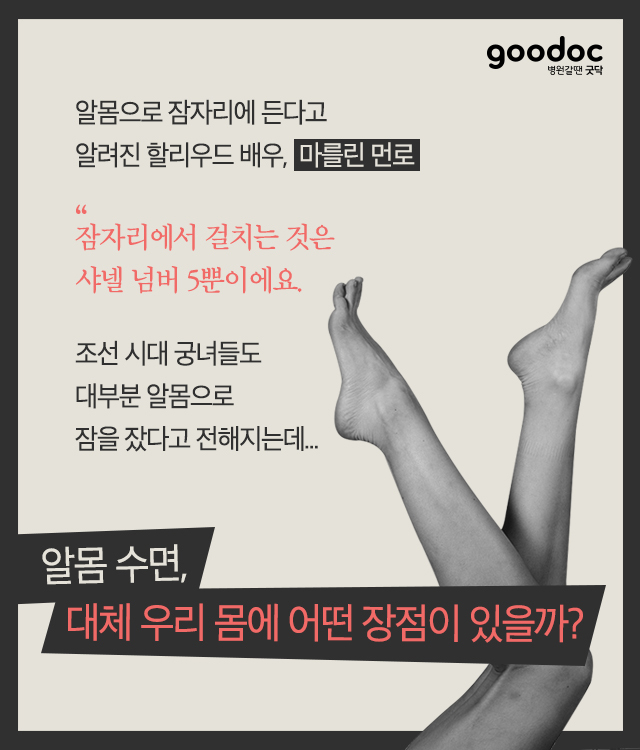 goodoc
병원갈땐 굿닥
알몸으로 잠자리에 든다고
알려진 할리우드 배우, 마를린 먼로
“
잠자리에서 걸치는 것은
샤넬 넘버 5뿐이에요.
조선 시대 궁녀들도
대부분 알몸으로
잠을 잤다고 전해지는데...
알몸 수면,
대체 우리 몸에 어떤 장점이 있을까?